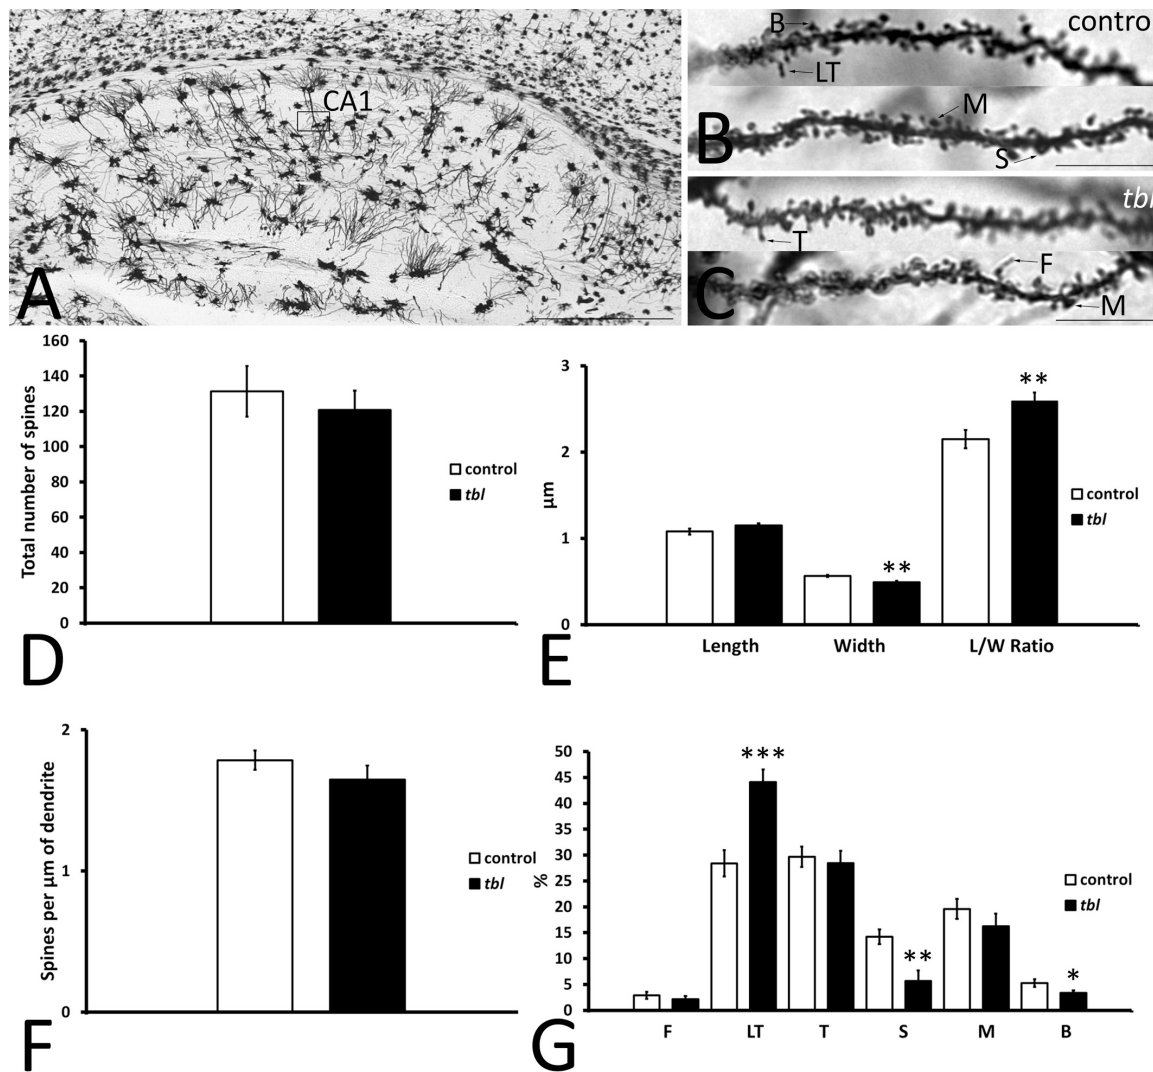 CA1
A
B
control
LT
M
B
S
tbl
T
F
C
M
160
140
120
100
80
60
40
20
0
Total number of spines
control
tbl
D
3
2
1
0
µm
**
**
control
tbl
Length Width L/W Ratio
E
2
1
0
Spines per µm of dendrite
control
tbl
F
50
45
40
35
30
25
20
15
10
5
0
%
***
**
*
control
tbl
F LT T S M B
G